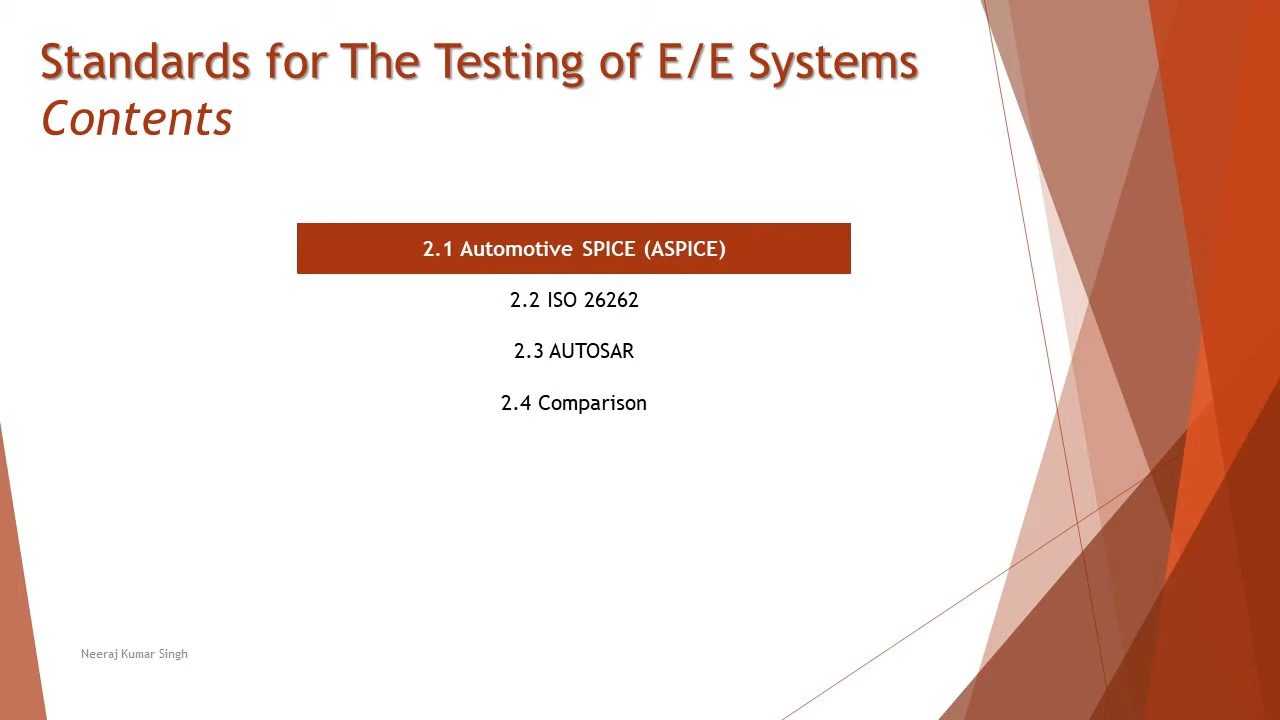 Standards for The Testing of E/E Systems
Contents
2.1 Automotive SPICE (ASPICE)
2.2 ISO 26262
2.3 AUTOSAR
2.4 Comparison
Neeraj Kumar Singh